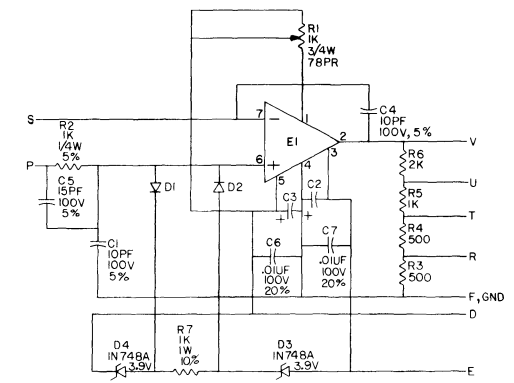 R1
1K
3/4W
78PR
S
7
1
C4
10PF
100V, 5%
R2
1K
1/4W
5%
E1
2
V
P
6
3
R6
2K
5
4
C2
U
C5
15PF
100V
5%
D1
D2
C3
R5
1K
T
C1
10PF
100V
5%
C6
.01UF
100V
20%
C7
.01UF
100V
20%
R4
500
R
R3
500
F, GND
D
D4
1N748A
3.9V
R7
1K
1W
10%
D3
1N748A
3.9V
E